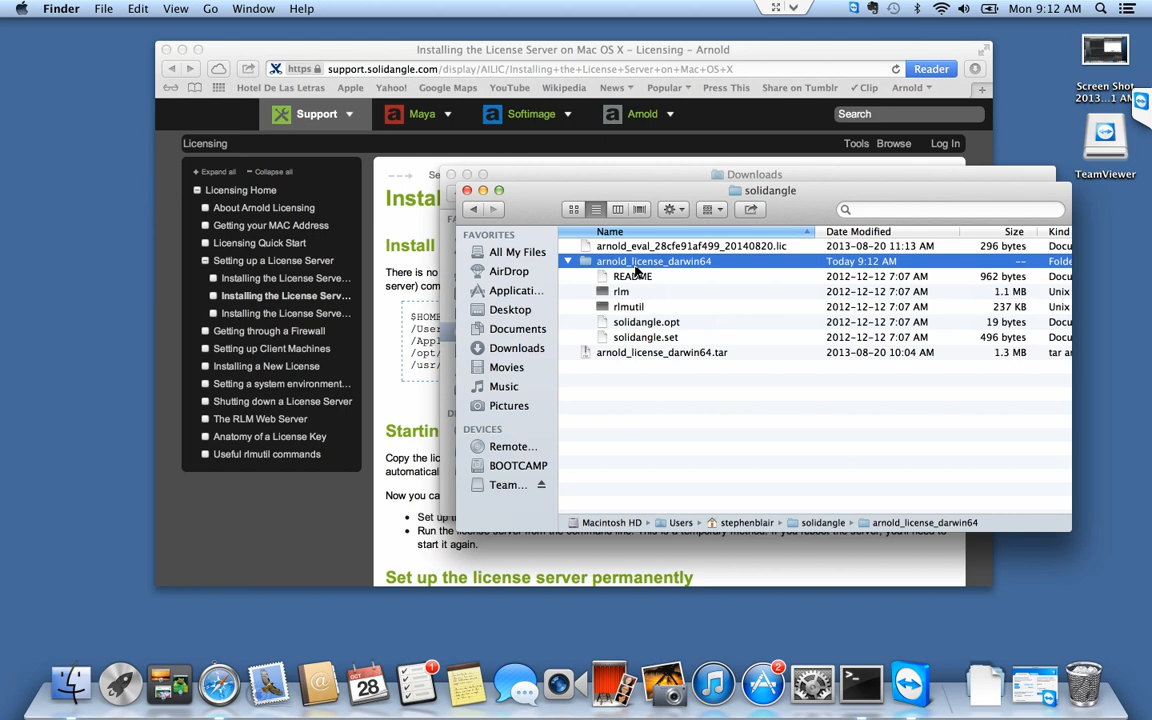 Finder File Edit View Go Window Help
Mon 9:12 AM
Installing the License Server on Mac OS X – Licensing – Arnold
https support.solidangle.com/display/AILIC/Installing+the+License+Server+on+Mac+OS+X
Reader
Hotel De Las Letras Apple Yahoo! Google Maps YouTube Wikipedia News Popular Press This Share on Tumblr ✓Clip Arnold
Support Maya Softimage Arnold Search
Licensing Tools Browse Log In
Expand all Collapse all
Licensing Home
About Arnold Licensing
Getting your MAC Address
Licensing Quick Start
Setting up a License Server
Installing the License Serve...
Installing the License Serv...
Installing the License Serve...
Getting through a Firewall
Setting up Client Machines
Installing a New License
Setting a system environment...
Shutting down a License Server
The RLM Web Server
Anatomy of a License Key
Useful rlmutil commands
Se
Instal
Install
There is no
server) com
$HOME
/User
/Appl
/opt/
/usr/
Startin
Copy the lic
automatica
Now you ca
Set up t
start it again.
Set up the license server permanently
Downloads
solidangle
FAVORITES
All My Files
AirDrop
Applicati...
Desktop
Documents
Downloads
Movies
Music
Pictures
DEVICES
Remote...
BOOTCAMP
Team...
Name Date Modified Size Kind
arnold_eval_28cfe91af499_20140820.lic 2013-08-20 11:13 AM 296 bytes Docu
arnold_license_darwin64 Today 9:12 AM -- Folde
README 2012-12-12 7:07 AM 962 bytes Docu
rlm 2012-12-12 7:07 AM 1.1 MB Unix
rlmutil 2012-12-12 7:07 AM 237 KB Unix
solidangle.opt 2012-12-12 7:07 AM 19 bytes Docu
solidangle.set 2012-12-12 7:07 AM 496 bytes Docu
arnold_license_darwin64.tar 2013-08-20 10:04 AM 1.3 MB tar ar
Macintosh HD Users stephenblair solidangle arnold_license_darwin64
Screen Shot
2013...1 AM
TeamViewer
OCT
28
1
2